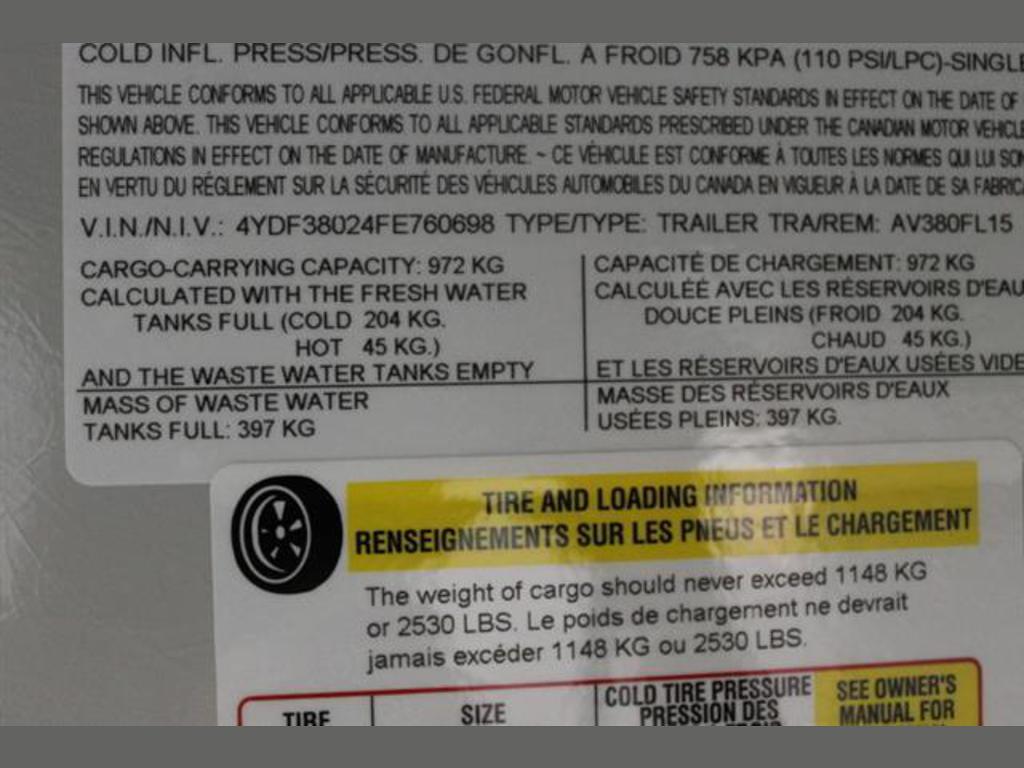 COLD INFL. PRESS/PRESS. DE GONFL. A FROID 758 KPA (110 PSI/LPC)-SINGLE
THIS VEHICLE CONFORMS TO ALL APPLICABLE U.S. FEDERAL MOTOR VEHICLE SAFETY STANDARDS IN EFFECT ON THE DATE OF
SHOWN ABOVE. THIS VEHICLE CONFORMS TO ALL APPLICABLE STANDARDS PRESCRIBED UNDER THE CANADIAN MOTOR VEHICLE
REGULATIONS IN EFFECT ON THE DATE OF MANUFACTURE. ~ CE VÉHICULE EST CONFORME À TOUTES LES NORMES QUI LUI
EN VERTU DU RÉGLEMENT SUR LA SÉCURITÉ DES VÉHICULES AUTOMOBILES DU CANADA EN VIGUEUR À LA DATE DE SA
V.I.N./N.I.V.: 4YDF38024FE760698 TYPE/TYPE: TRAILER TRA/REM: AV380FL15
CARGO-CARRYING CAPACITY: 972 KG
CALCULATED WITH THE FRESH WATER
TANKS FULL (COLD 204 KG.
HOT 45 KG.)
AND THE WASTE WATER TANKS EMPTY
MASS OF WASTE WATER
TANKS FULL: 397 KG
CAPACITÉ DE CHARGEMENT: 972 KG
CALCULÉE AVEC LES RÉSERVOIRS D'EAU
DOUCE PLEINS (FROID 204 KG.
CHAUD 45 KG.)
ET LES RÉSERVOIRS D'EAUX USÉES VIDE
MASSE DES RÉSERVOIRS D'EAUX
USÉES PLEINS: 397 KG.
TIRE AND LOADING INFORMATION
RENSEIGNEMENTS SUR LES PNEUS ET LE CHARGEMENT
The weight of cargo should never exceed 1148 KG
or 2530 LBS. Le poids de chargement ne devrait
jamais excéder 1148 KG ou 2530 LBS.
TIRE
SIZE
COLD TIRE PRESSURE
PRESSION DES
SEE OWNER'S
MANUAL FOR